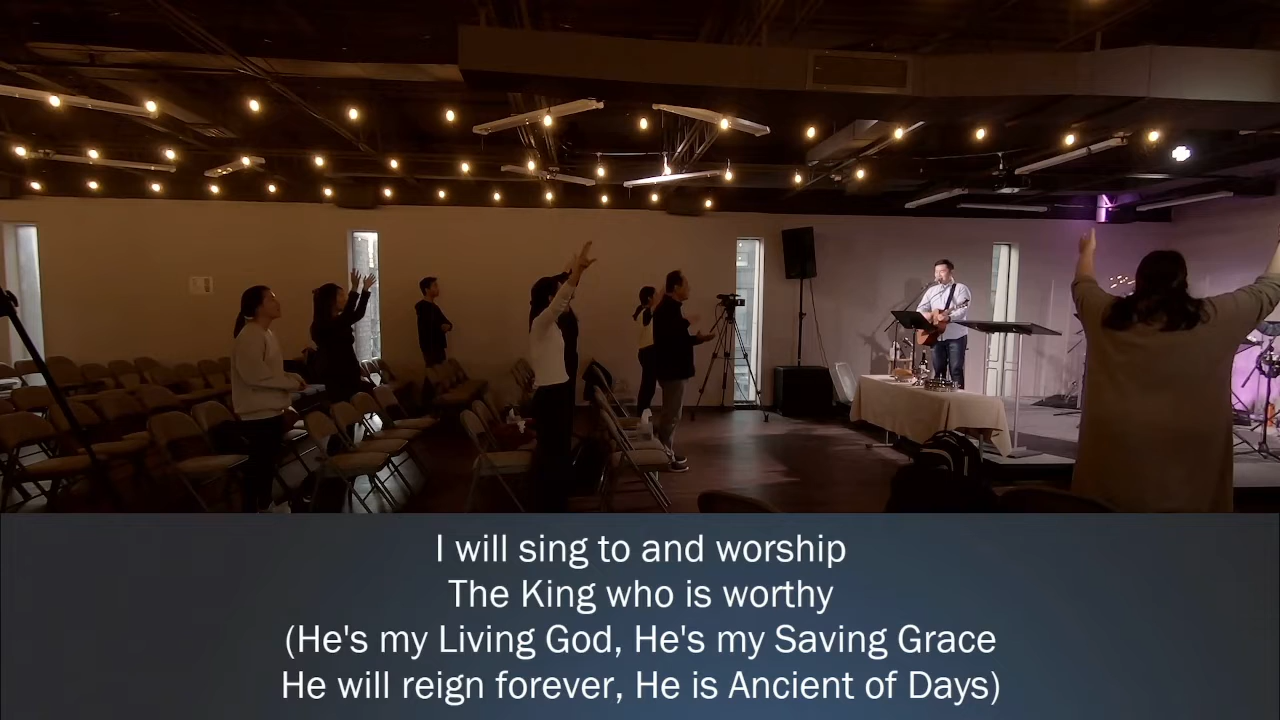 I will sing to and worship
The King who is worthy
(He's my Living God, He's my Saving Grace
He will reign forever, He is Ancient of Days)